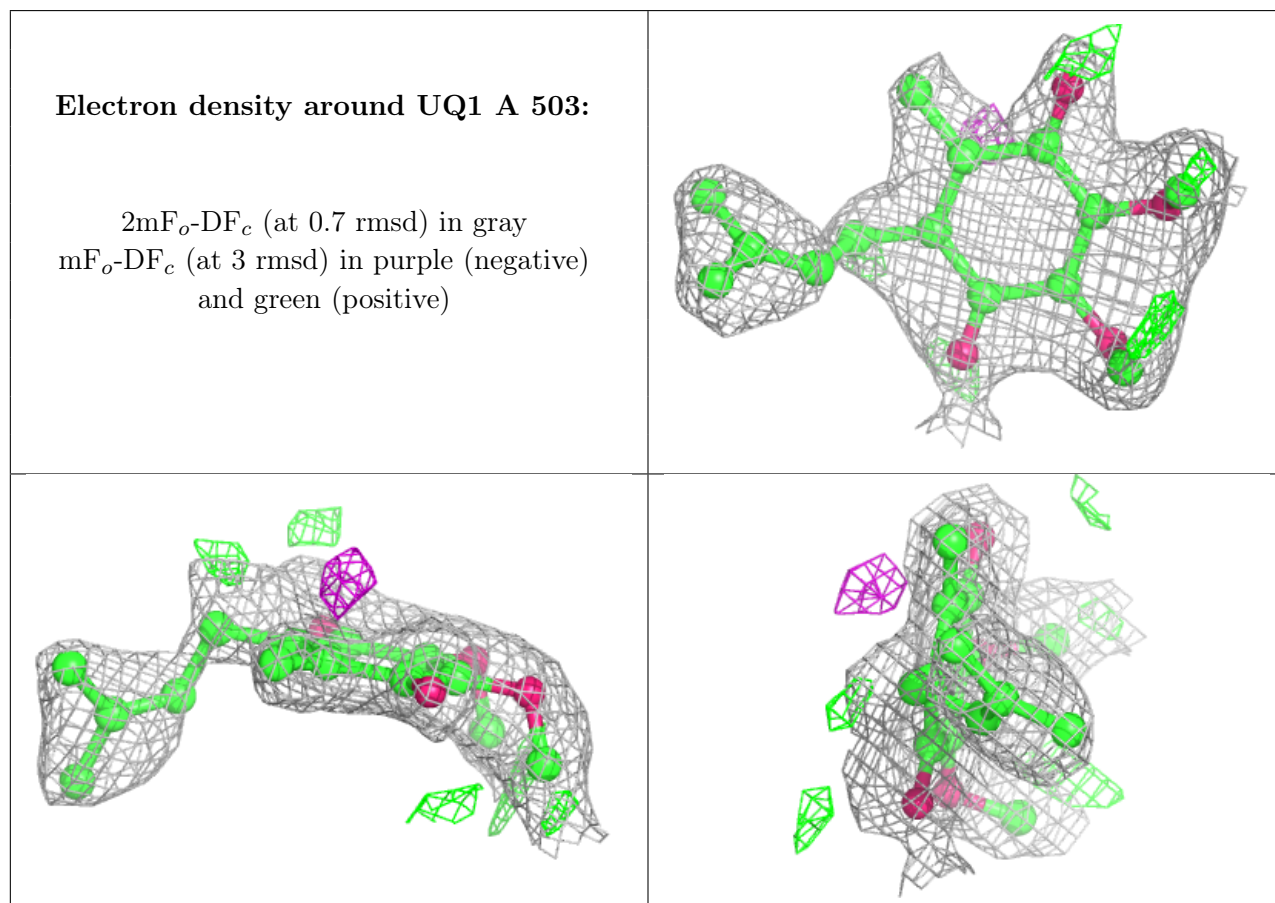 Electron density around UQ1 A 503:
2mFₒ-DF𝒸 (at 0.7 rmsd) in gray
mFₒ-DF𝒸 (at 3 rmsd) in purple (negative)
and green (positive)